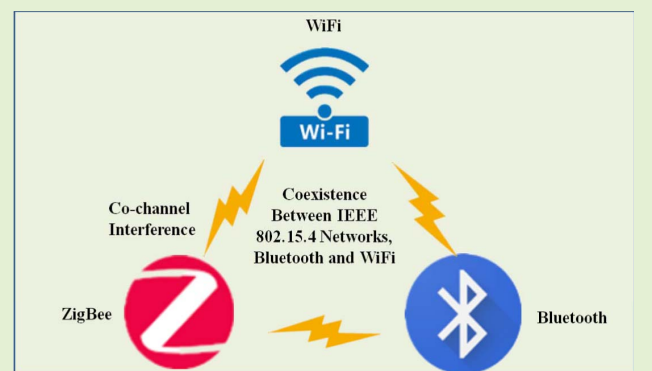 WiFi
Wi-Fi
Co-channel
Interference
Coexistence
Between IEEE
802.15.4 Networks,
Bluetooth and WiFi
ZigBee
Bluetooth